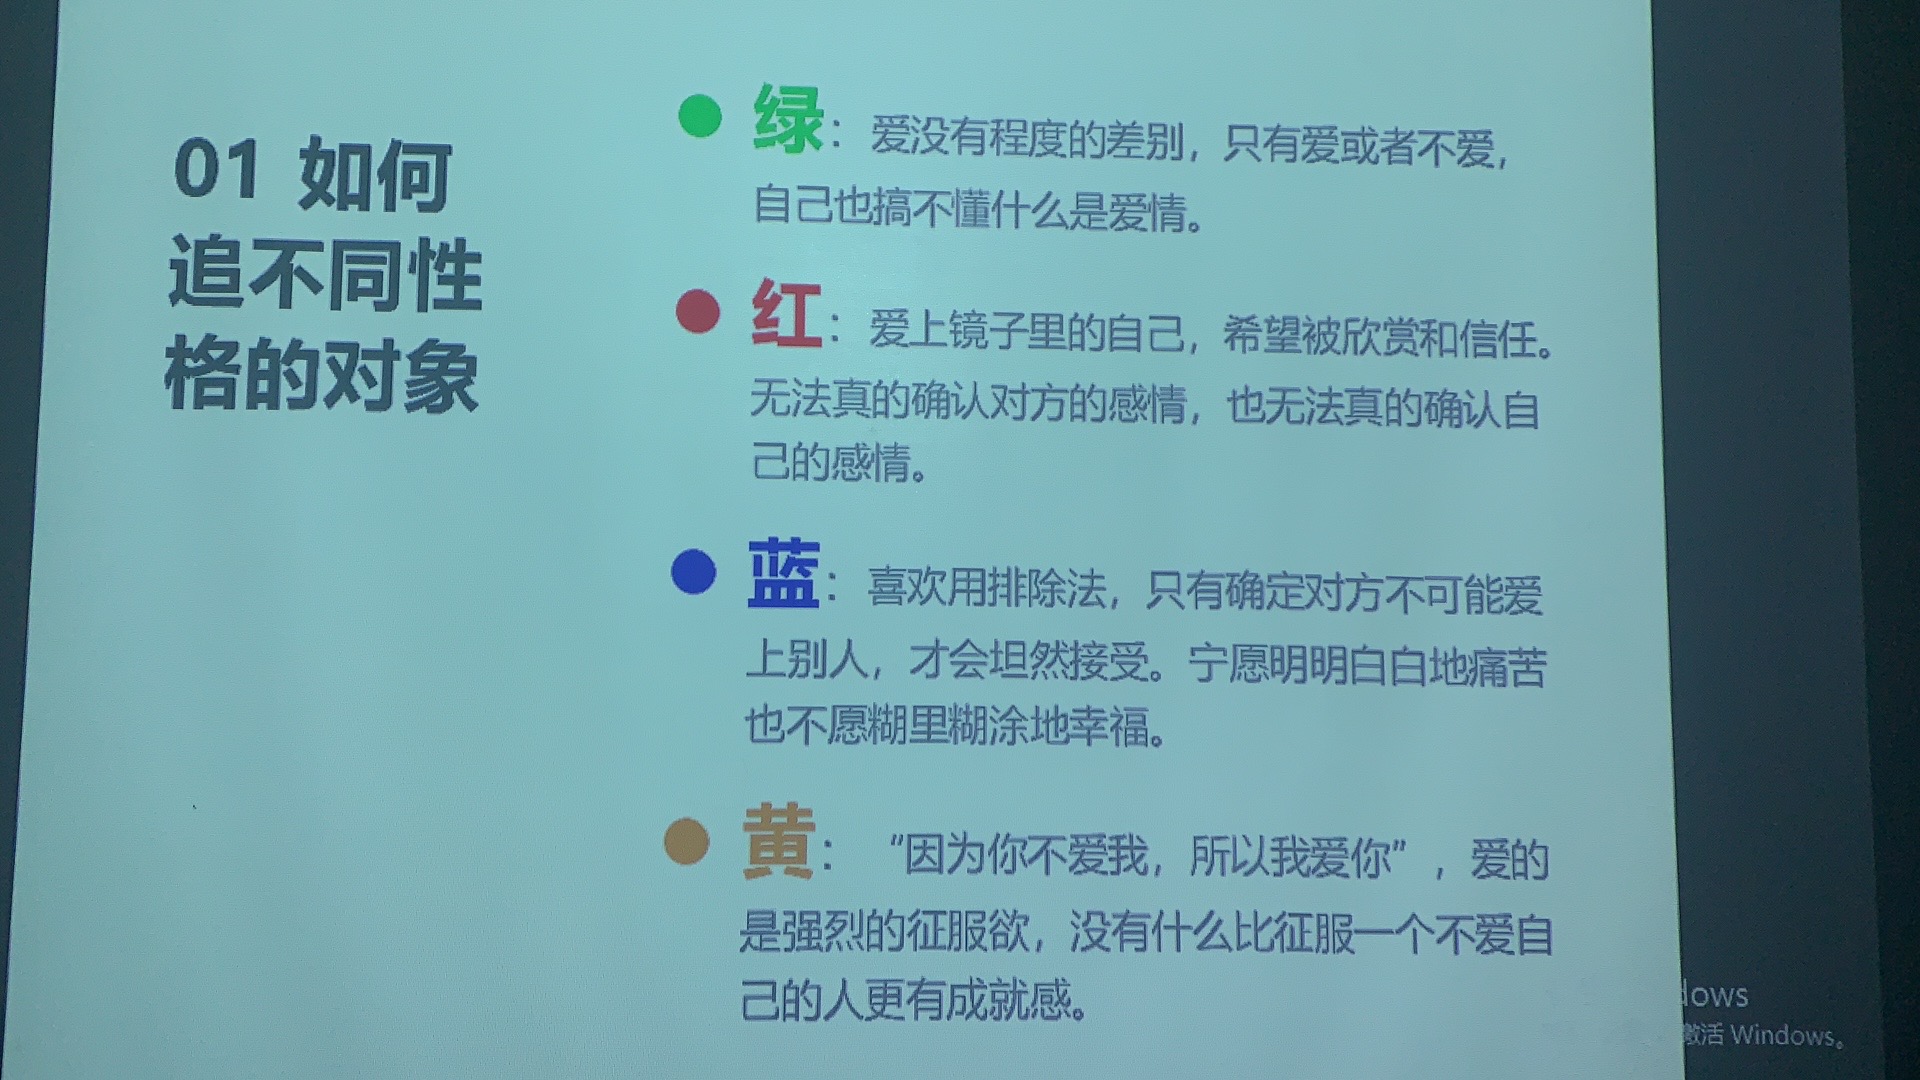 01 如何
追不同性
格的对象
绿：爱没有程度的差别，只有爱或者不爱，
自己也搞不懂什么是爱情。
红：爱上镜子里的自己，希望被欣赏和信任。
无法真的确认对方的感情，也无法真的确认自
己的感情。
蓝：喜欢用排除法，只有确定对方不可能爱
上别人，才会坦然接受。宁愿明明白白地痛苦
也不愿糊里糊涂地幸福。
黄：“因为你不爱我，所以我爱你”，爱的
是强烈的征服欲，没有什么比征服一个不爱自
己的人更有成就感。
dows
激活 Windows。